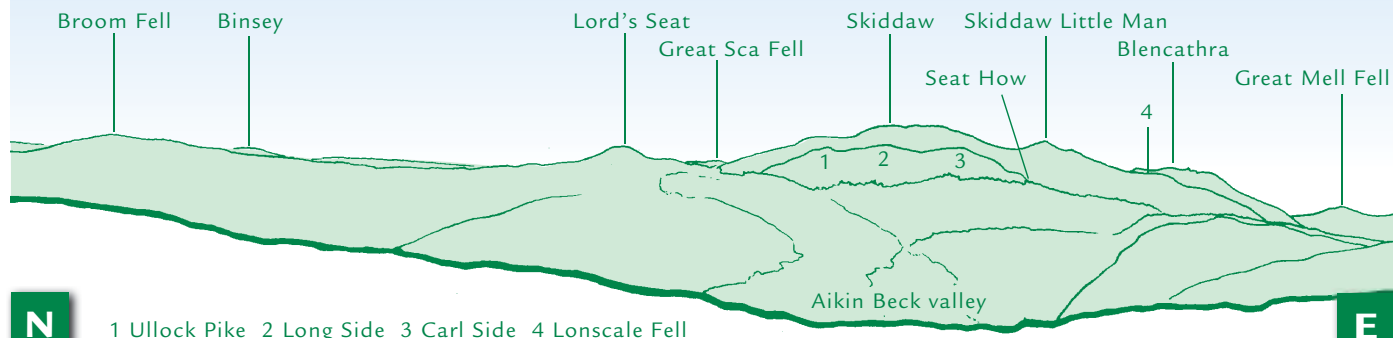 Broom Fell Binsey Lord's Seat Skiddaw Skiddaw Little Man
Great Sca Fell Blencathra
Seat How Great Mell Fell
4
1 2 3
Aikin Beck valley
N 1 Ullock Pike 2 Long Side 3 Carl Side 4 Lonscale Fell E